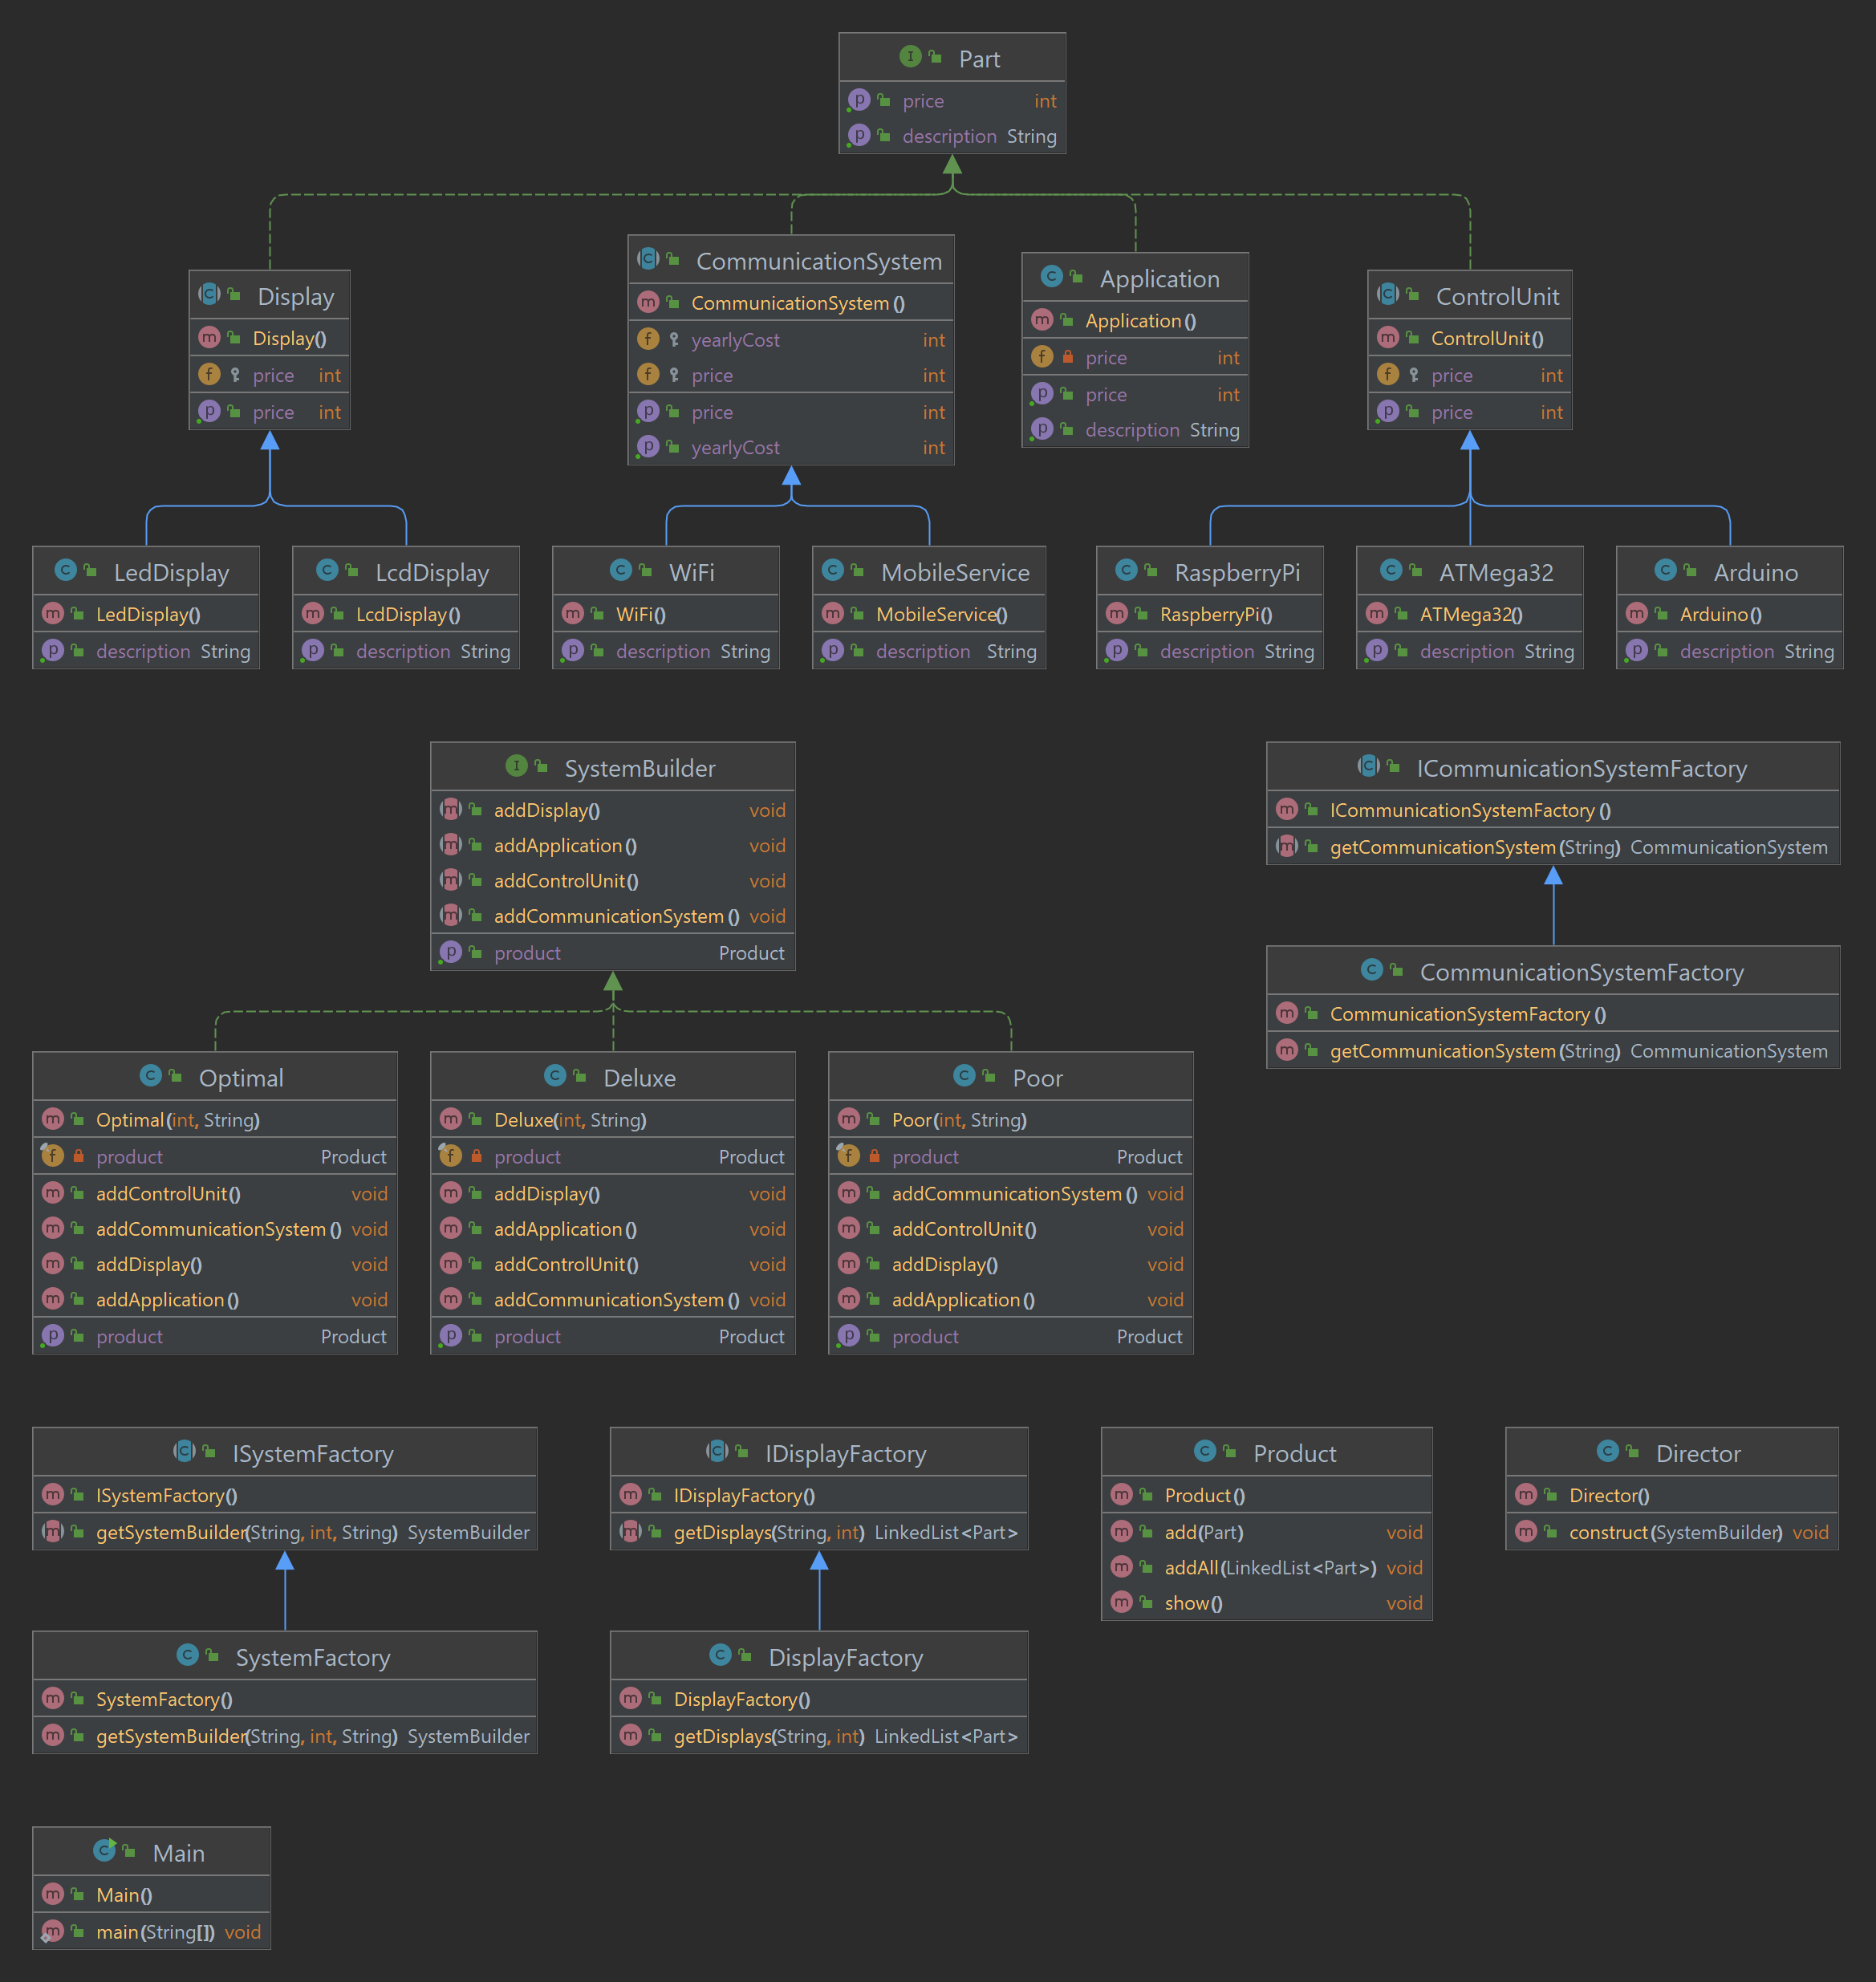 Part
price int
description String
Display
Display()
price int
price int
CommunicationSystem
CommunicationSystem()
yearlyCost int
price int
price int
yearlyCost int
Application
Application()
price int
price int
description String
ControlUnit
ControlUnit()
price int
price int
LedDisplay
LedDisplay()
description String
LcdDisplay
LcdDisplay()
description String
WiFi
WiFi()
description String
MobileService
MobileService()
description String
RaspberryPi
RaspberryPi()
description String
ATMega32
ATMega32()
description String
Arduino
Arduino()
description String
SystemBuilder
addDisplay() void
addApplication() void
addControlUnit() void
addCommunicationSystem() void
product Product
ICommunicationSystemFactory
ICommunicationSystemFactory()
getCommunicationSystem(String) CommunicationSystem
CommunicationSystemFactory
CommunicationSystemFactory()
getCommunicationSystem(String) CommunicationSystem
Optimal
Optimal(int, String)
product Product
addControlUnit() void
addCommunicationSystem() void
addDisplay() void
addApplication() void
product Product
Deluxe
Deluxe(int, String)
product Product
addDisplay() void
addApplication() void
addControlUnit() void
addCommunicationSystem() void
product Product
Poor
Poor(int, String)
product Product
addCommunicationSystem() void
addControlUnit() void
addDisplay() void
addApplication() void
product Product
ISystemFactory
ISystemFactory()
getSystemBuilder(String, int, String) SystemBuilder
IDisplayFactory
IDisplayFactory()
getDisplays(String, int) LinkedList<Part>
Product
Product()
add(Part) void
addAll(LinkedList<Part>) void
show() void
Director
Director()
construct(SystemBuilder) void
SystemFactory
SystemFactory()
getSystemBuilder(String, int, String) SystemBuilder
DisplayFactory
DisplayFactory()
getDisplays(String, int) LinkedList<Part>
Main
Main()
main(String[]) void